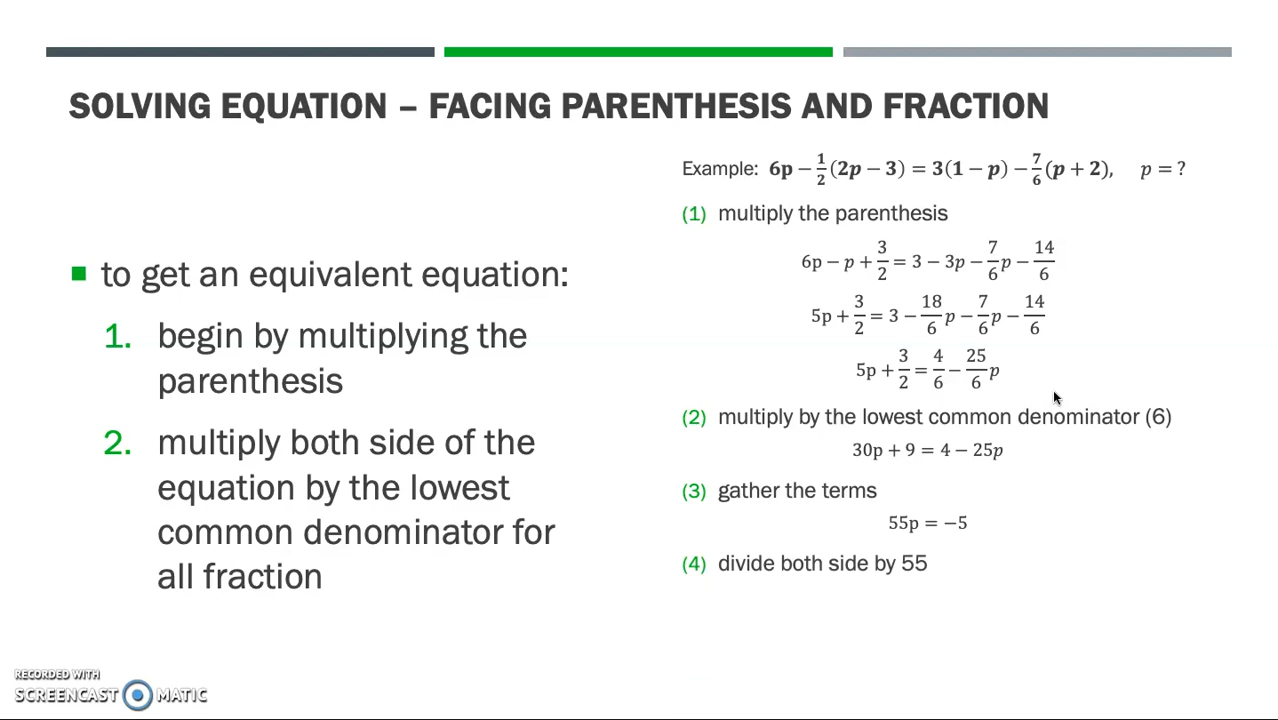 SOLVING EQUATION – FACING PARENTHESIS AND FRACTION
to get an equivalent equation:
1. begin by multiplying the
parenthesis
2. multiply both side of the
equation by the lowest
common denominator for
all fraction
Example: 6p − 1/2 (2p − 3) = 3(1 − p) − 7/6 (p + 2), p = ?
(1) multiply the parenthesis
6p − p + 3/2 = 3 − 3p − 7/6 p − 14/6
5p + 3/2 = 3 − 18/6 p − 7/6 p − 14/6
5p + 3/2 = 4/6 − 25/6 p
(2) multiply by the lowest common denominator (6)
30p + 9 = 4 − 25p
(3) gather the terms
55p = −5
(4) divide both side by 55
RECORDED WITH
SCREENCAST MATIC